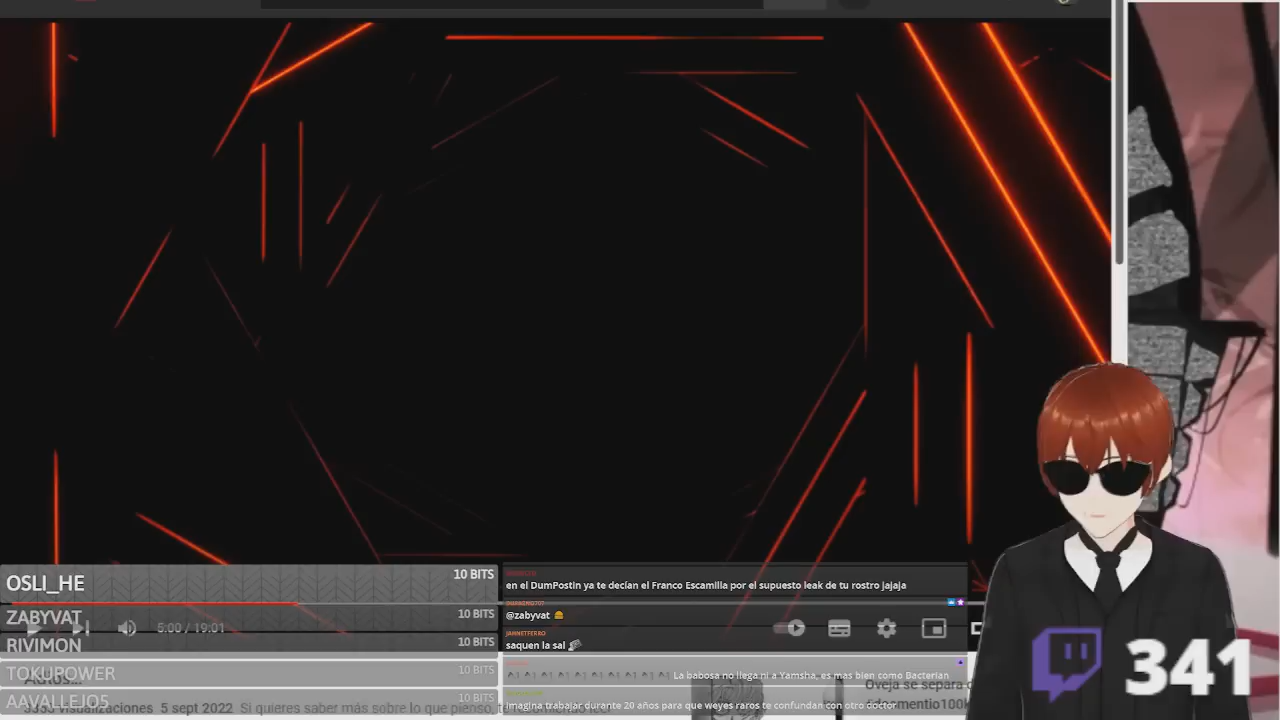 OSLI_HE 10 BITS
ZABYVAT 10 BITS
RIVIMON 10 BITS
TOKUPOWER 10 BITS
AAVALLEJO5 10 BITS
5:00 / 19:01
en el DumPostin ya te decían el Franco Escamilla por el supuesto leak de tu rostro jajaja
@zabyvat
JANNETFERRO
saquen la sal
La babosa no llega ni a Yamsha, es mas bien como Bacterian
imagina trabajar durante 20 años para que weyes raros te confundan con otro doctor
visualizaciones 5 sept 2022 Si quieres saber más sobre lo que pienso,
Oveja se separa
341